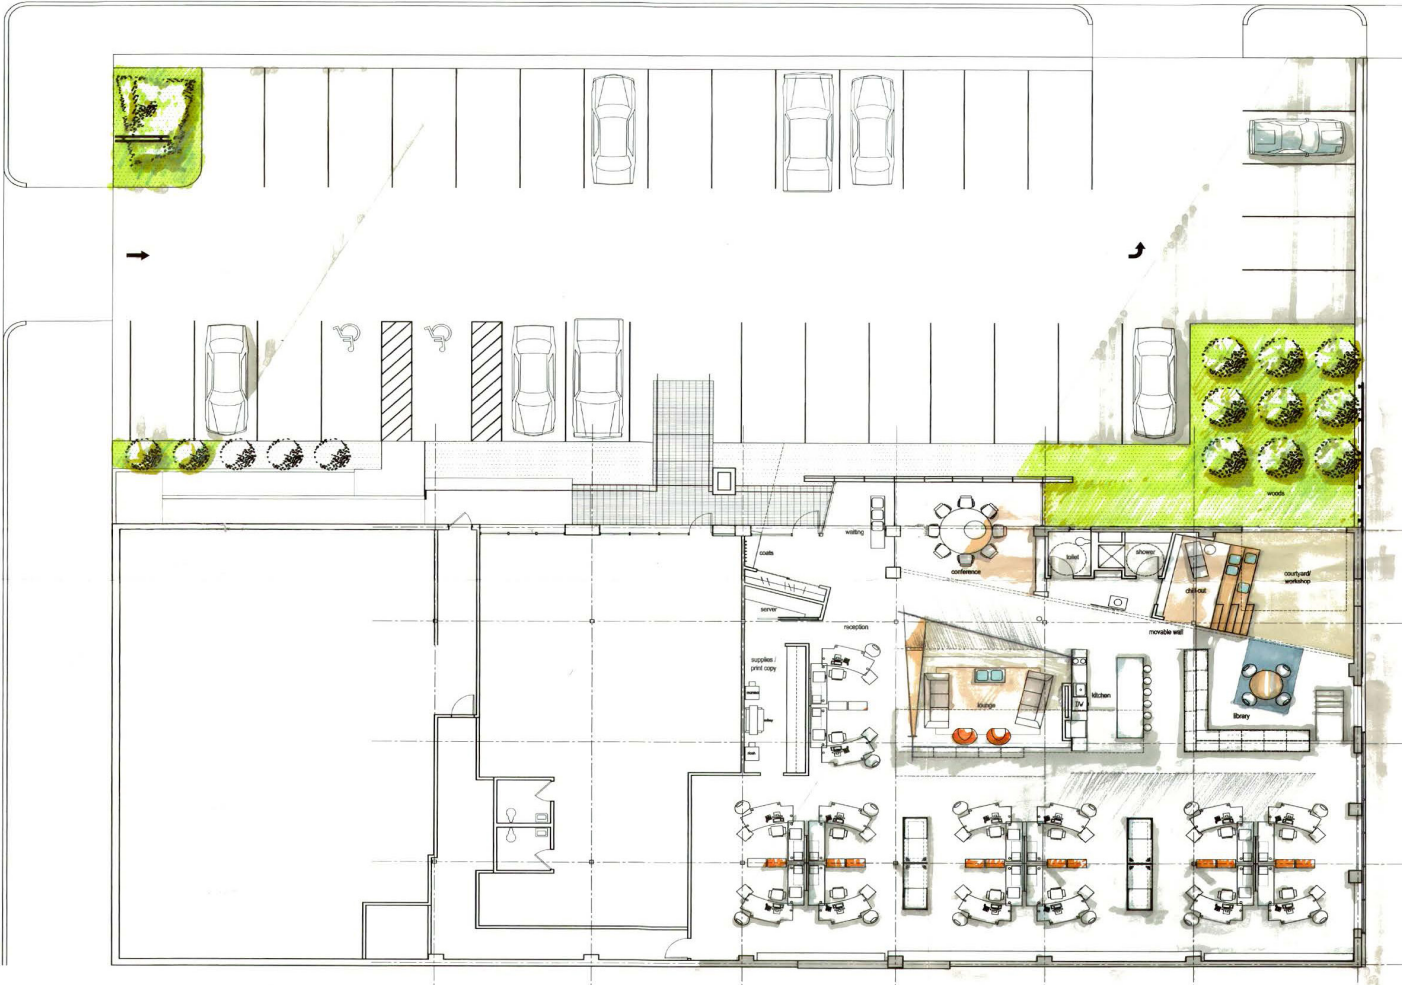 woods
waiting
coats
conference
toilet
shower
courtyard/
workshop
chill-out
server
reception
movable wall
supplies /
print copy
kitchen
lounge
DW
library